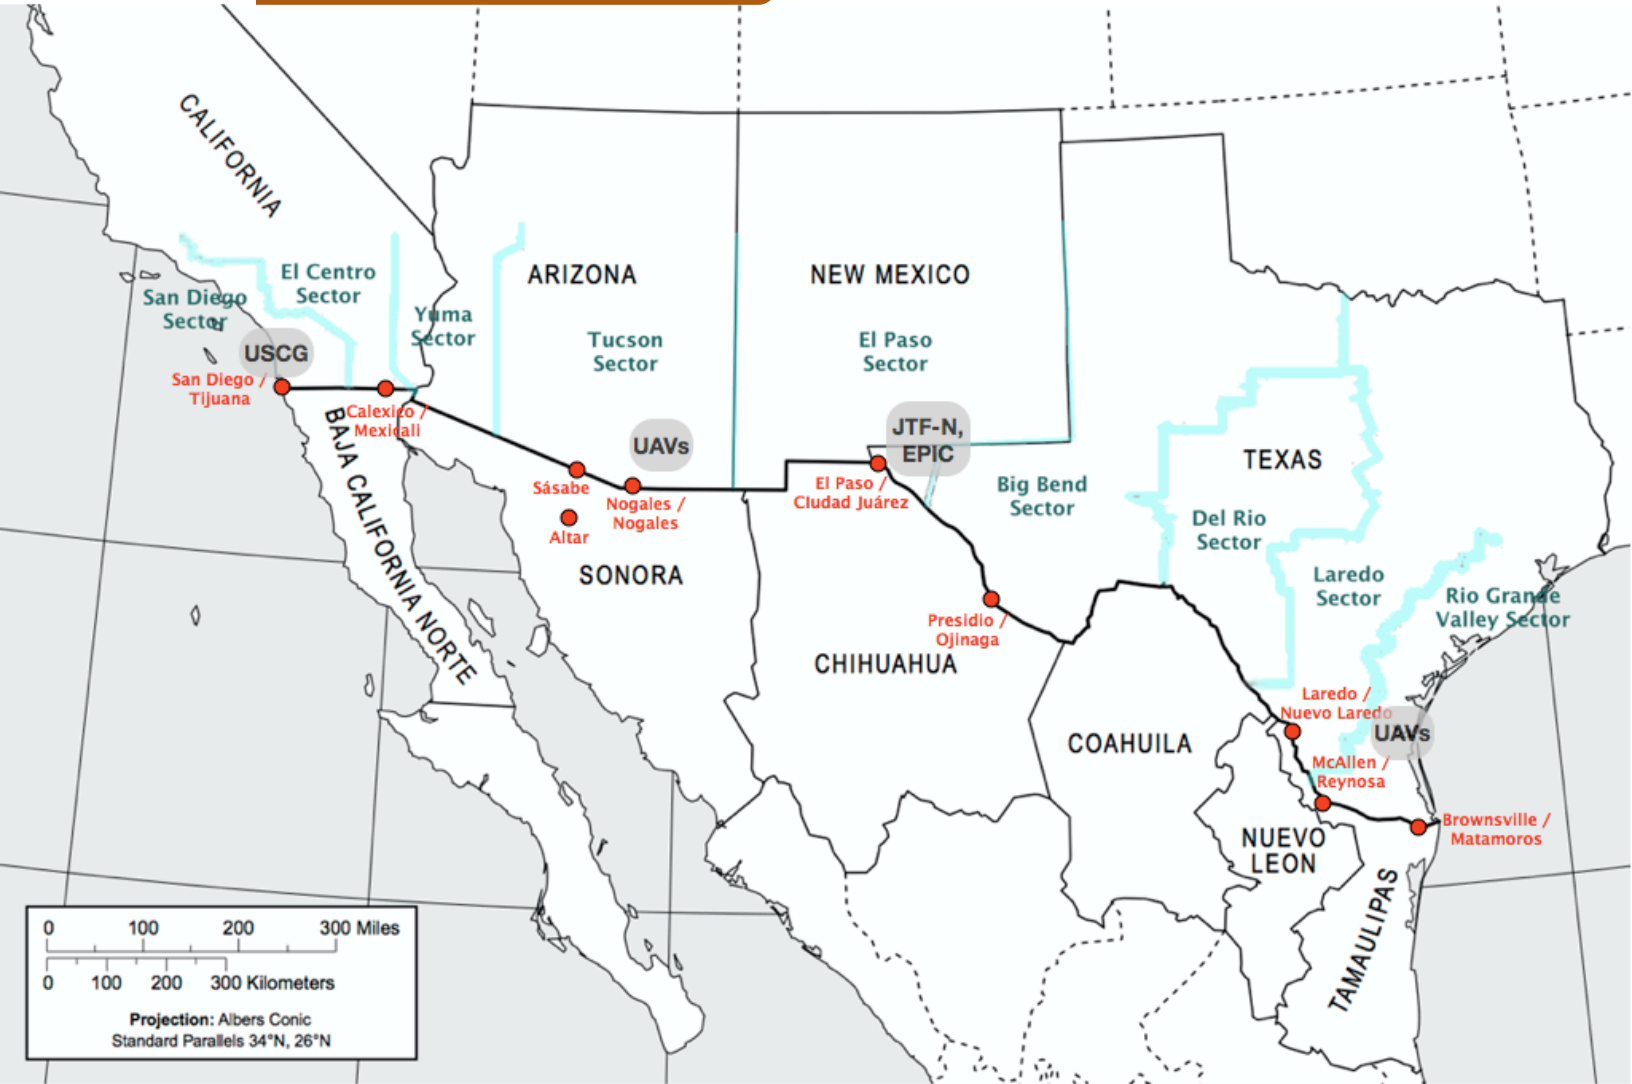 CALIFORNIA
El Centro
Sector
San Diego
Sector
Yuma
Sector
ARIZONA
Tucson
Sector
NEW MEXICO
El Paso
Sector
USCG
San Diego /
Tijuana
Calexico /
Mexicali
BAJA CALIFORNIA NORTE
UAVs
Sásabe
Nogales /
Nogales
Altar
SONORA
JTF-N,
EPIC
El Paso /
Cludad Juárez
Big Bend
Sector
TEXAS
Del Rio
Sector
Laredo
Sector
Rio Grande
Valley Sector
Presidio /
Ojinaga
CHIHUAHUA
COAHUILA
Laredo /
Nuevo Laredo
UAVs
McAllen /
Reynosa
Brownsville /
Matamoros
NUEVO
LEON
TAMAULIPAS
0 100 200 300 Miles
0 100 200 300 Kilometers
Projection: Albers Conic
Standard Parallels 34°N, 26°N